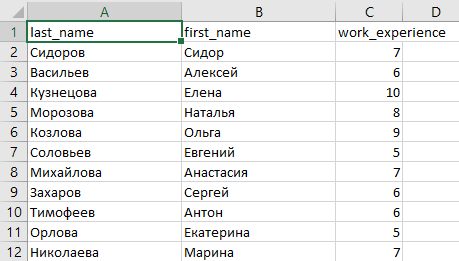 A B C D
1 last_name first_name work_experience
2 Сидоров Сидор 7
3 Васильев Алексей 6
4 Кузнецова Елена 10
5 Морозова Наталья 8
6 Козлова Ольга 9
7 Соловьев Евгений 5
8 Михайлова Анастасия 7
9 Захаров Сергей 6
10 Тимофеев Антон 6
11 Орлова Екатерина 5
12 Николаева Марина 7